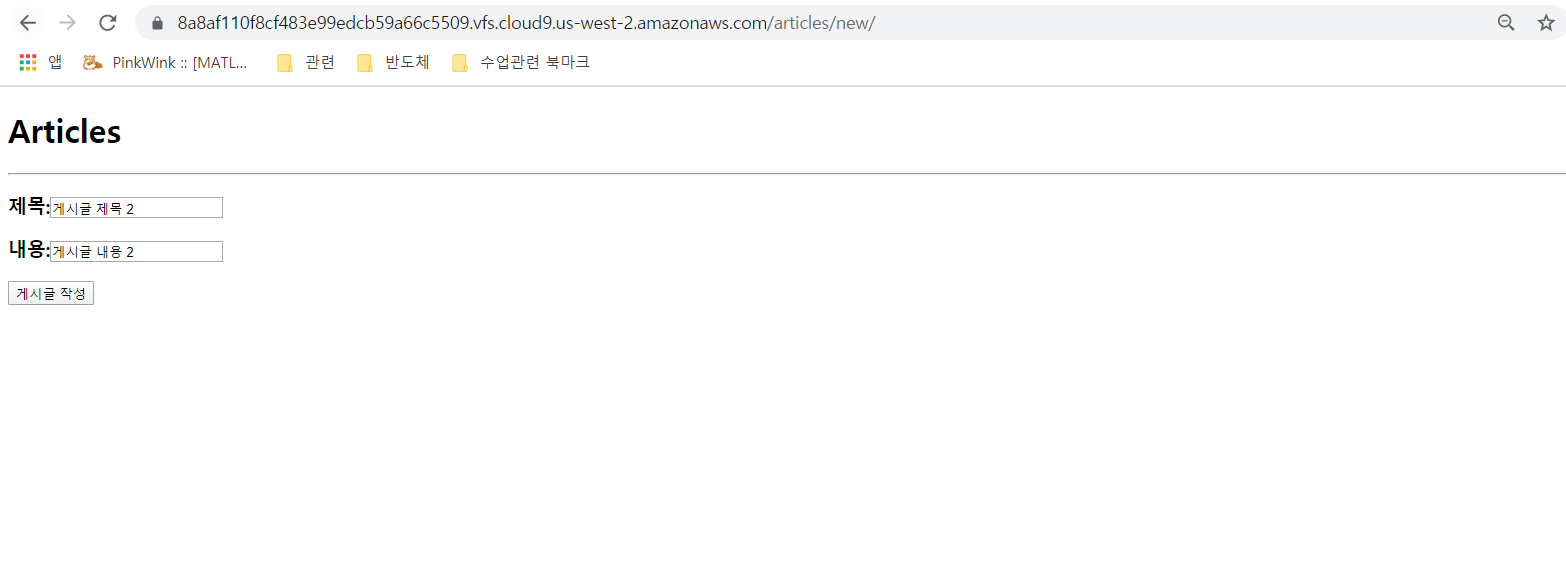 8a8af110f8cf483e99edcb59a66c5509.vfs.cloud9.us-west-2.amazonaws.com/articles/new/
앱 PinkWink :: [MATL... 관련 반도체 수업관련 북마크
Articles
제목:게시글 제목 2
내용:게시글 내용 2
게시글 작성